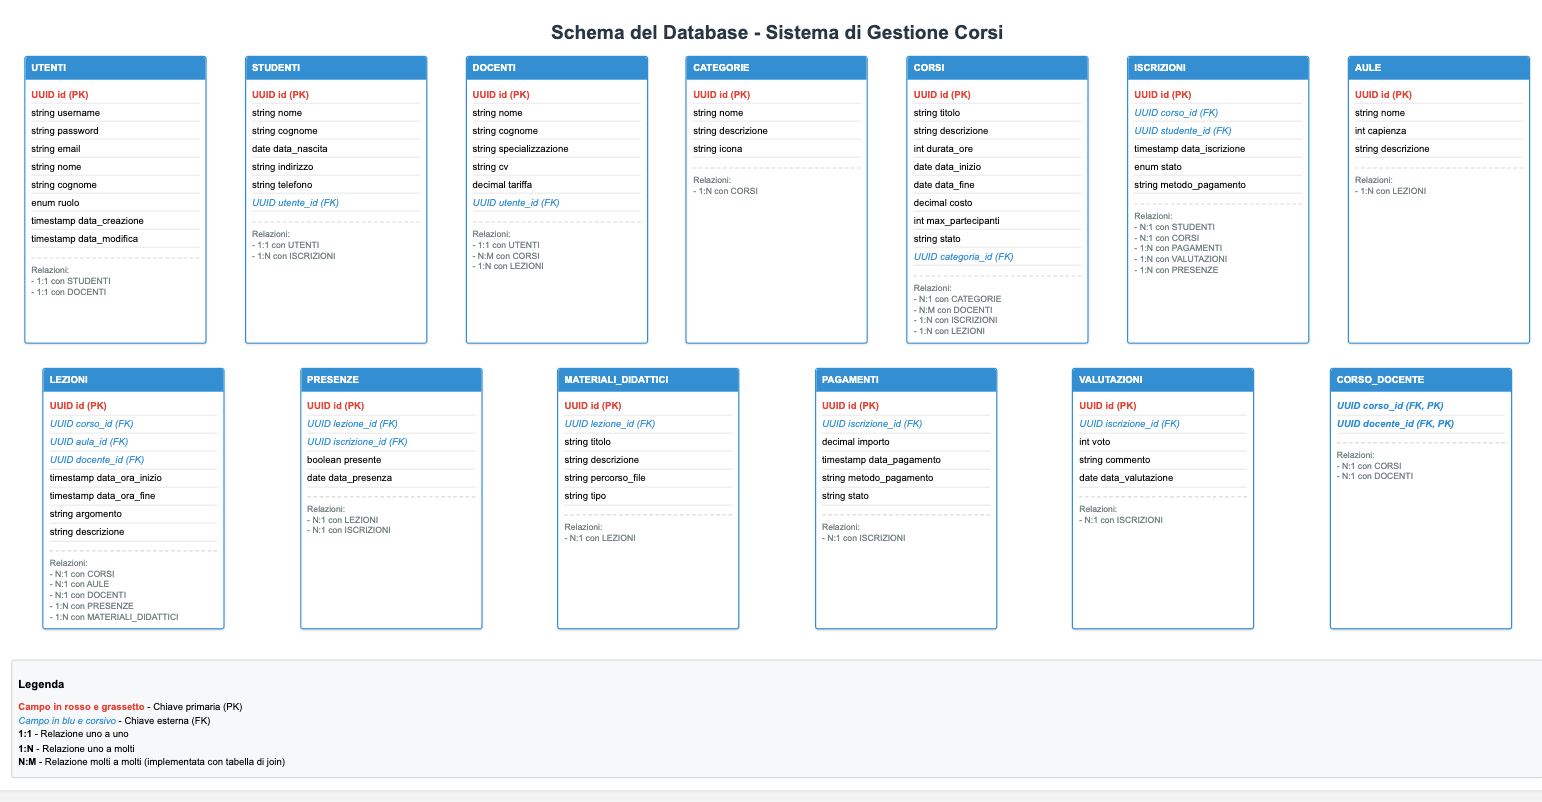 Schema del Database - Sistema di Gestione Corsi
UTENTI
UUID id (PK)
string username
string password
string email
string nome
string cognome
enum ruolo
timestamp data_creazione
timestamp data_modifica
Relazioni:
- 1:1 con STUDENTI
- 1:1 con DOCENTI
STUDENTI
UUID id (PK)
string nome
string cognome
date data_nascita
string indirizzo
string telefono
UUID utente_id (FK)
Relazioni:
- 1:1 con UTENTI
- 1:N con ISCRIZIONI
DOCENTI
UUID id (PK)
string nome
string cognome
string specializzazione
string cv
decimal tariffa
UUID utente_id (FK)
Relazioni:
- 1:1 con UTENTI
- N:M con CORSI
- 1:N con LEZIONI
CATEGORIE
UUID id (PK)
string nome
string descrizione
string icona
Relazioni:
- 1:N con CORSI
CORSI
UUID id (PK)
string titolo
string descrizione
int durata_ore
date data_inizio
date data_fine
decimal costo
int max_partecipanti
string stato
UUID categoria_id (FK)
Relazioni:
- N:1 con CATEGORIE
- N:M con DOCENTI
- 1:N con ISCRIZIONI
- 1:N con LEZIONI
ISCRIZIONI
UUID id (PK)
UUID corso_id (FK)
UUID studente_id (FK)
timestamp data_iscrizione
enum stato
string metodo_pagamento
Relazioni:
- N:1 con STUDENTI
- N:1 con CORSI
- 1:N con PAGAMENTI
- 1:N con VALUTAZIONI
- 1:N con PRESENZE
AULE
UUID id (PK)
string nome
int capienza
string descrizione
Relazioni:
- 1:N con LEZIONI
LEZIONI
UUID id (PK)
UUID corso_id (FK)
UUID aula_id (FK)
UUID docente_id (FK)
timestamp data_ora_inizio
timestamp data_ora_fine
string argomento
string descrizione
Relazioni:
- N:1 con CORSI
- N:1 con AULE
- N:1 con DOCENTI
- 1:N con PRESENZE
- 1:N con MATERIALI_DIDATTICI
PRESENZE
UUID id (PK)
UUID lezione_id (FK)
UUID iscrizione_id (FK)
boolean presente
date data_presenza
Relazioni:
- N:1 con LEZIONI
- N:1 con ISCRIZIONI
MATERIALI_DIDATTICI
UUID id (PK)
UUID lezione_id (FK)
string titolo
string descrizione
string percorso_file
string tipo
Relazioni:
- N:1 con LEZIONI
PAGAMENTI
UUID id (PK)
UUID iscrizione_id (FK)
decimal importo
timestamp data_pagamento
string metodo_pagamento
string stato
Relazioni:
- N:1 con ISCRIZIONI
VALUTAZIONI
UUID id (PK)
UUID iscrizione_id (FK)
int voto
string commento
date data_valutazione
Relazioni:
- N:1 con ISCRIZIONI
CORSO_DOCENTE
UUID corso_id (FK, PK)
UUID docente_id (FK, PK)
Relazioni:
- N:1 con CORSI
- N:1 con DOCENTI
Legenda
Campo in rosso e grassetto - Chiave primaria (PK)
Campo in blu e corsivo - Chiave esterna (FK)
1:1 - Relazione uno a uno
1:N - Relazione uno a molti
N:M - Relazione molti a molti (implementata con tabella di join)